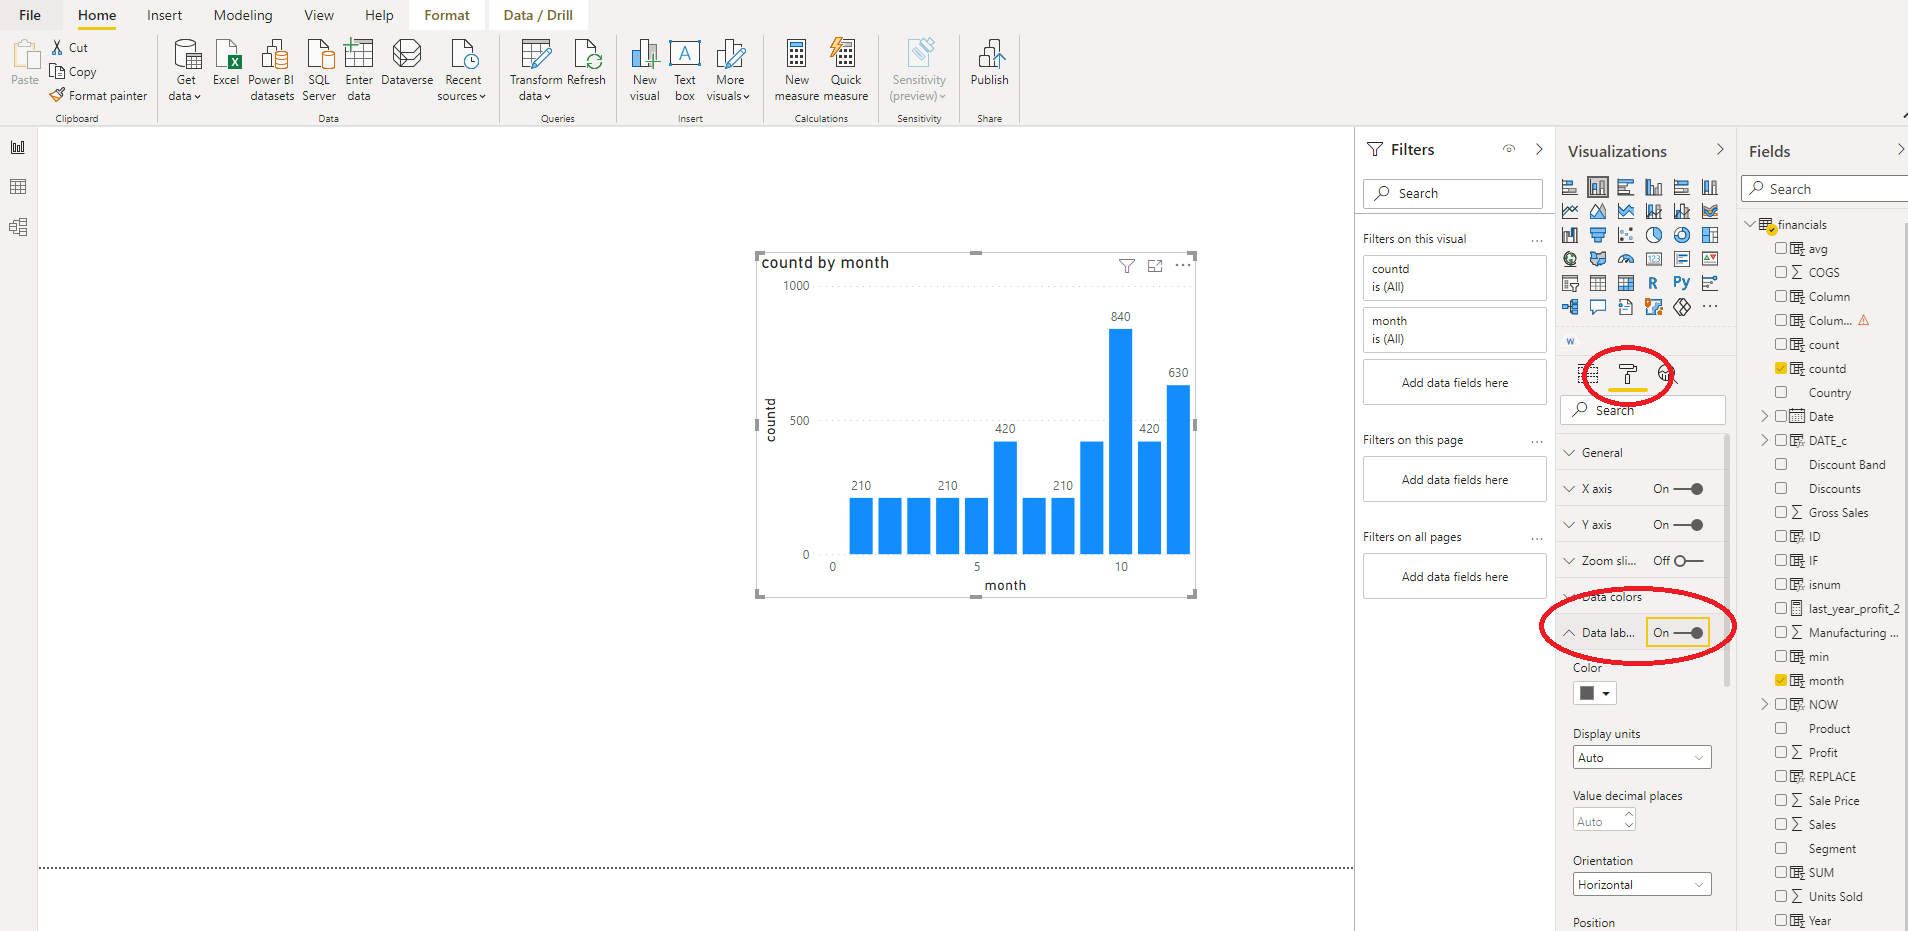 File Home Insert Modeling View Help Format Data / Drill
Paste
Cut
Copy
Format painter
Clipboard
Get data
Excel
Power BI datasets
SQL Server
Enter data
Dataverse
Recent sources
Data
Transform data
Refresh
Queries
New visual
A
Text box
More visuals
Insert
New measure
Quick measure
Calculations
Sensitivity (preview)
Sensitivity
Publish
Share
countd by month
1000
500
0
countd
210
210
420
210
840
420
630
0 5 10
month
Filters
Search
Filters on this visual ...
countd
is (All)
month
is (All)
Add data fields here
Filters on this page ...
Add data fields here
Filters on all pages ...
Add data fields here
Visualizations
123
R Py
...
W
Search
General
X axis On
Y axis On
Zoom sli... Off
Data colors
Data lab... On
Color
Display units
Auto
Value decimal places
Auto
Orientation
Horizontal
Position
Fields
Search
financials
avg
COGS
Column
Colum...
count
countd
Country
Date
DATE_c
Discount Band
Discounts
Gross Sales
ID
IF
isnum
last_year_profit_2
Manufacturing ...
min
month
NOW
Product
Profit
REPLACE
Sale Price
Sales
Segment
SUM
Units Sold
Year